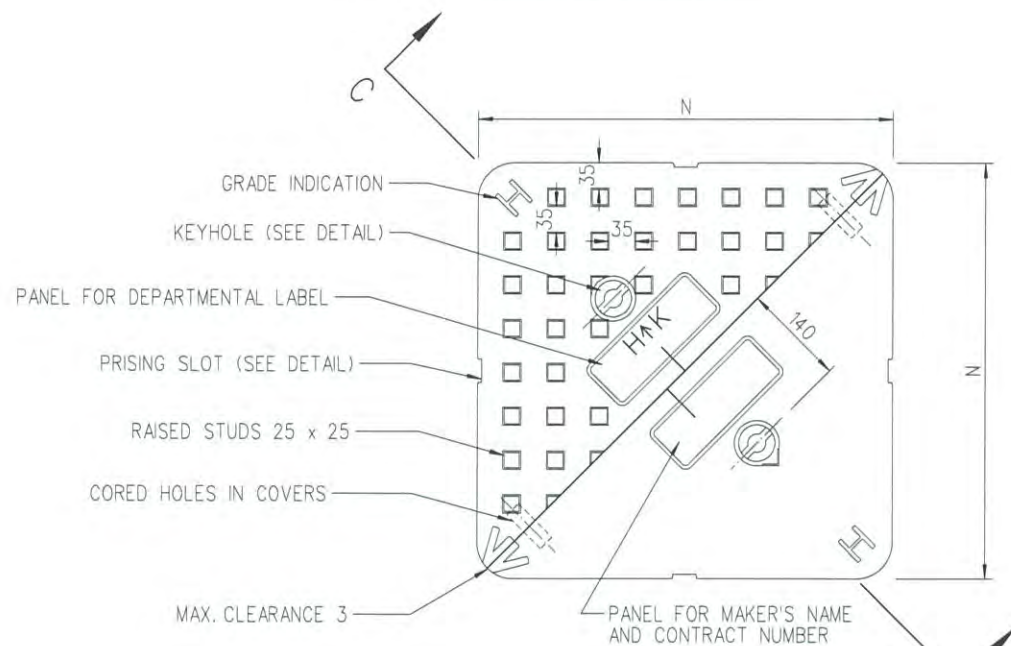 C
N
GRADE INDICATION
H
35
KEYHOLE (SEE DETAIL)
35
35
PANEL FOR DEPARTMENTAL LABEL
H↑K
140
N
PRISING SLOT (SEE DETAIL)
RAISED STUDS 25 x 25
CORED HOLES IN COVERS
H
MAX. CLEARANCE 3
PANEL FOR MAKER'S NAME
AND CONTRACT NUMBER